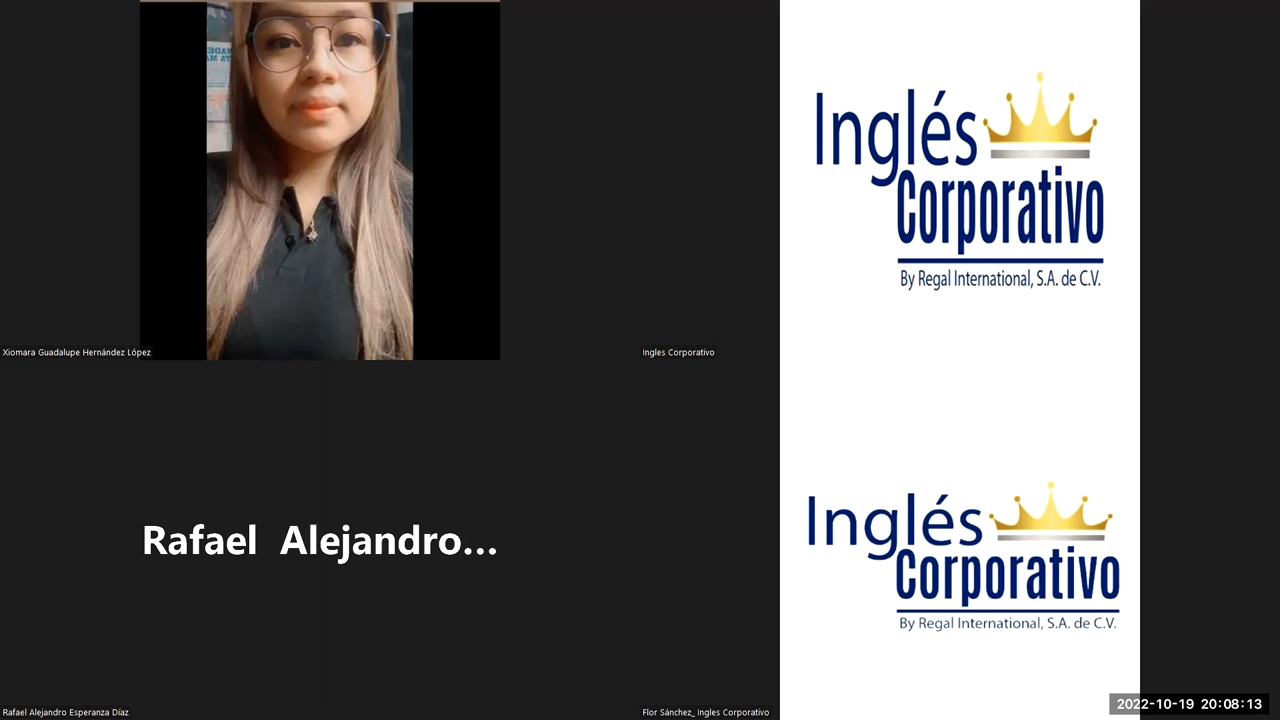 Inglés
Corporativo
By Regal International, S.A. de C.V.
Xiomara Guadalupe Hernández López
Ingles Corporativo
Rafael Alejandro...
Inglés
Corporativo
By Regal International, S.A. de C.V.
Rafael Alejandro Esperanza Díaz
Flor Sánchez_ Ingles Corporativo
2022-10-19 20:08:13